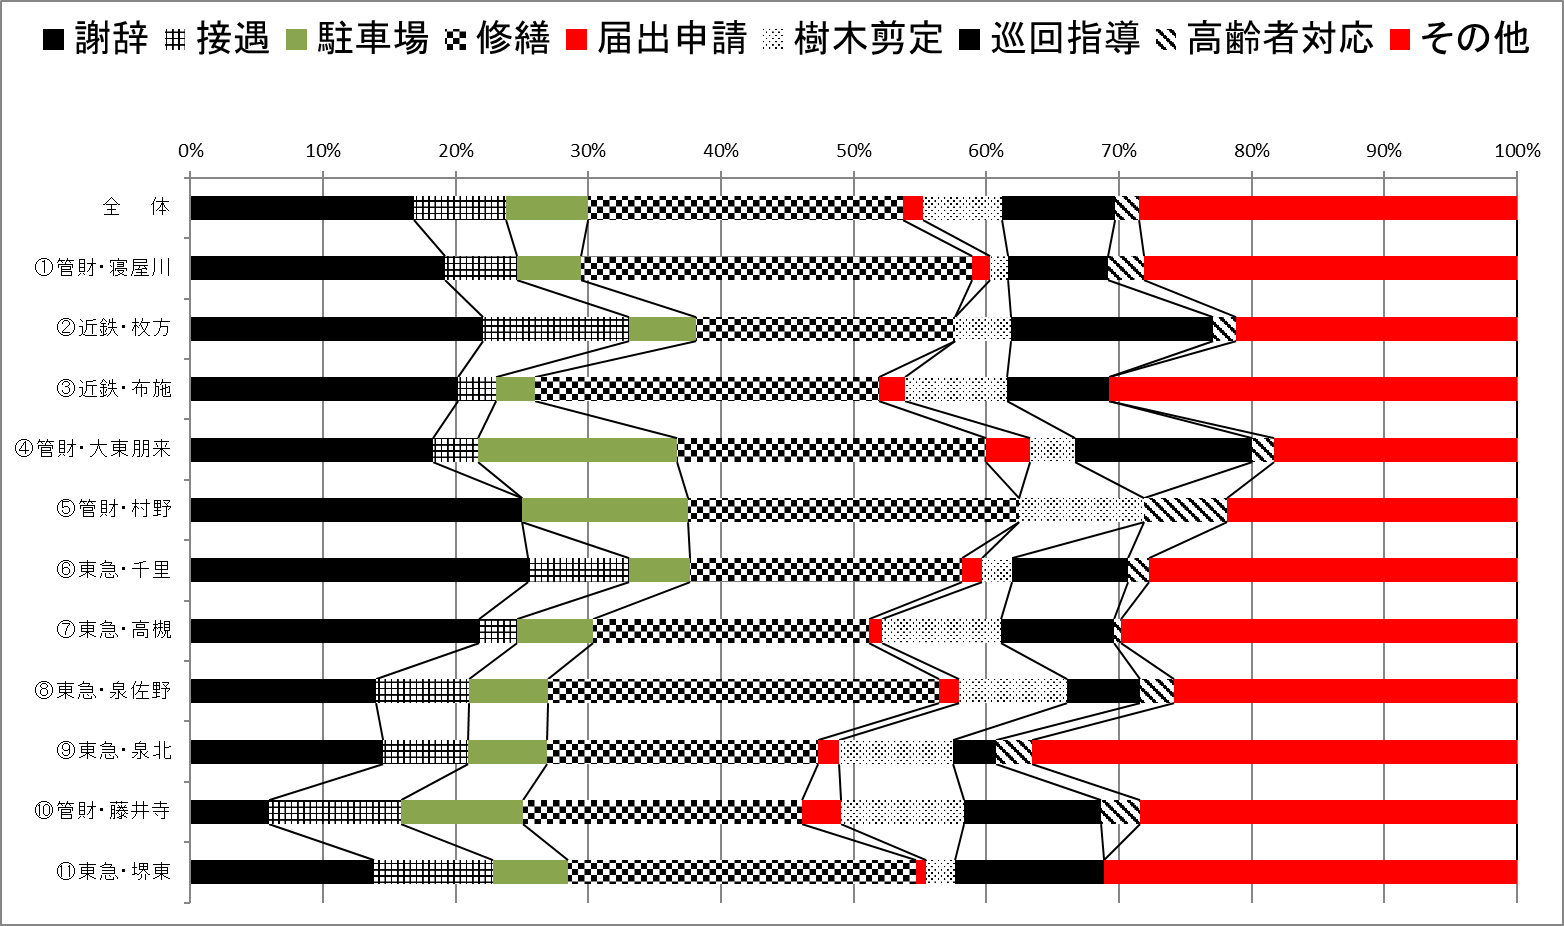 謝辞 接遇 駐車場 修繕 届出申請 樹木剪定 巡回指導 高齢者対応 その他
0% 10% 20% 30% 40% 50% 60% 70% 80% 90% 100%
全 体
①管財・寝屋川
②近鉄・枚方
③近鉄・布施
④管財・大東朋来
⑤管財・村野
⑥東急・千里
⑦東急・高槻
⑧東急・泉佐野
⑨東急・泉北
⑩管財・藤井寺
⑪東急・堺東